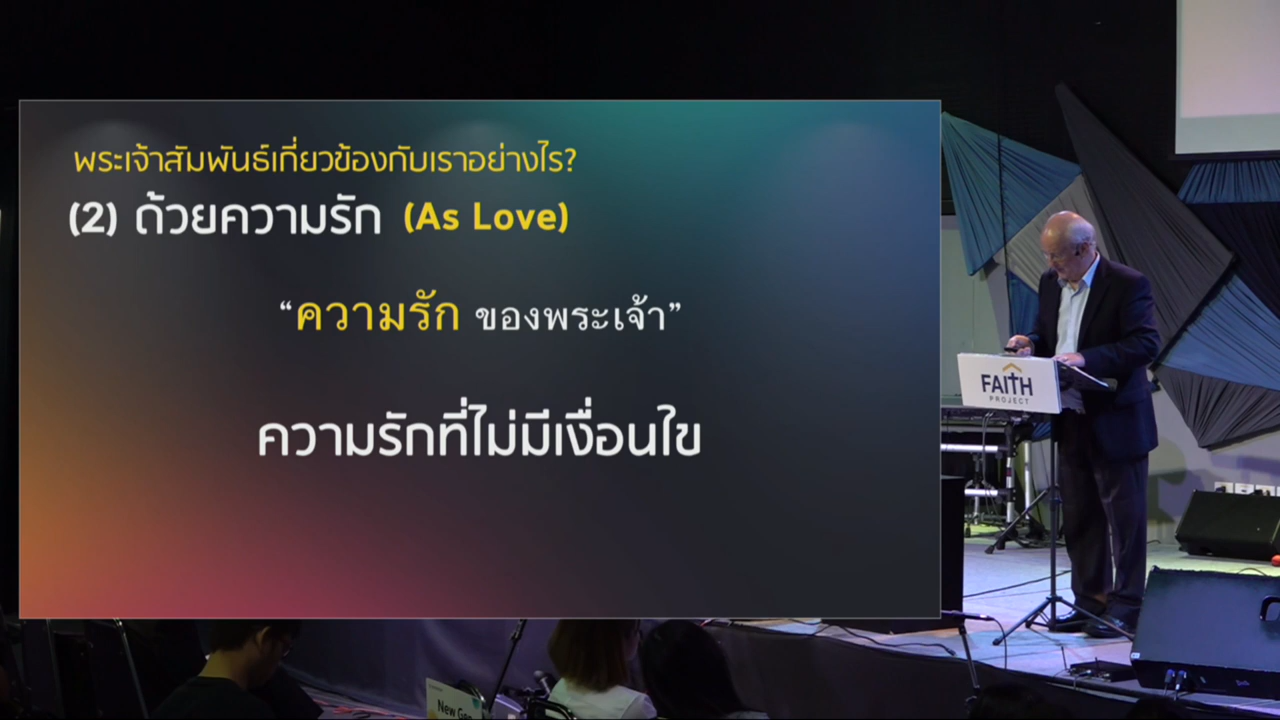 พระเจ้าสัมพันธ์เกี่ยวข้องกับเราอย่างไร?
(2) ด้วยความรัก (As Love)
“ความรัก ของพระเจ้า”
ความรักที่ไม่มีเงื่อนไข
FAITH
PROJECT
New